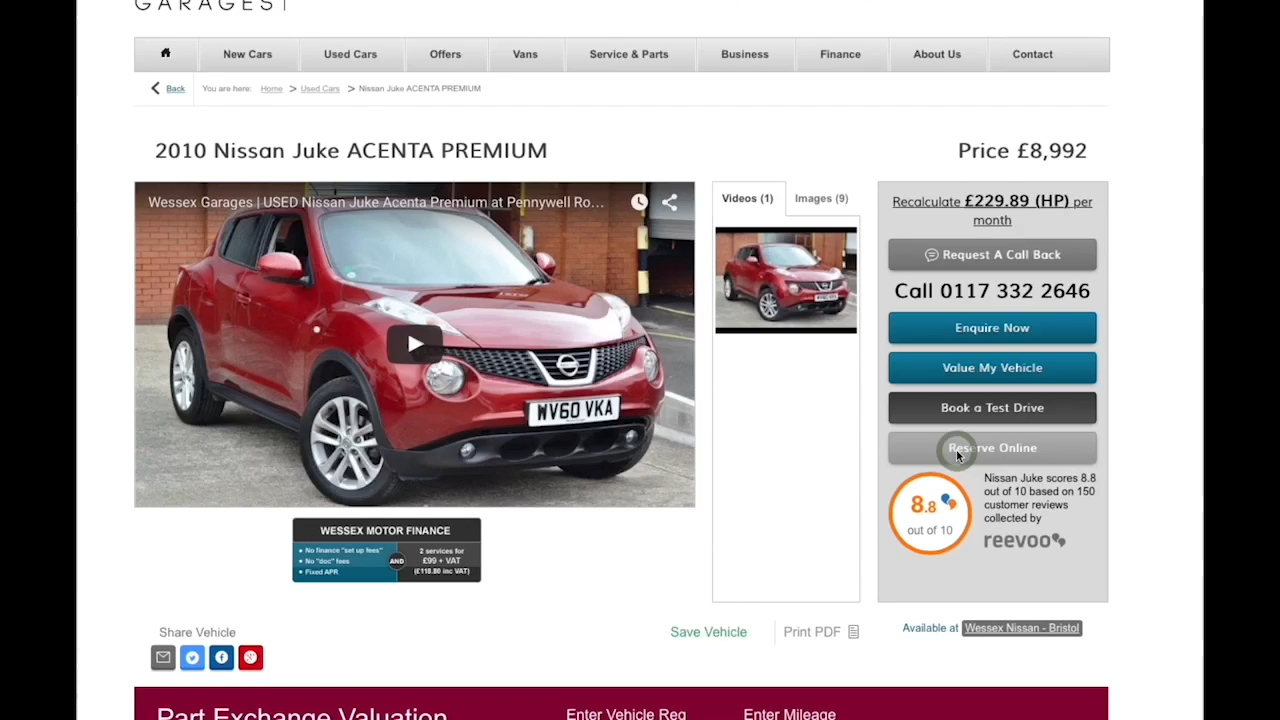 GARAGES
New Cars
Used Cars
Offers
Vans
Service & Parts
Business
Finance
About Us
Contact
Back
You are here: Home > Used Cars > Nissan Juke ACENTA PREMIUM
2010 Nissan Juke ACENTA PREMIUM
Price £8,992
Wessex Garages | USED Nissan Juke Acenta Premium at Pennywell Ro...
WV60 VKA
Videos (1)
Images (9)
Recalculate £229.89 (HP) per
month
Request A Call Back
Call 0117 332 2646
Enquire Now
Value My Vehicle
Book a Test Drive
Reserve Online
8.8
out of 10
Nissan Juke scores 8.8
out of 10 based on 150
customer reviews
collected by
reevoo
WESSEX MOTOR FINANCE
• No finance "set up fees"
• No "doc" fees
• Fixed APR
AND
2 services for
£99 + VAT
(£118.80 inc VAT)
Share Vehicle
Save Vehicle
Print PDF
Available at Wessex Nissan - Bristol
Part Exchange Valuation
Enter Vehicle Reg
Enter Mileage